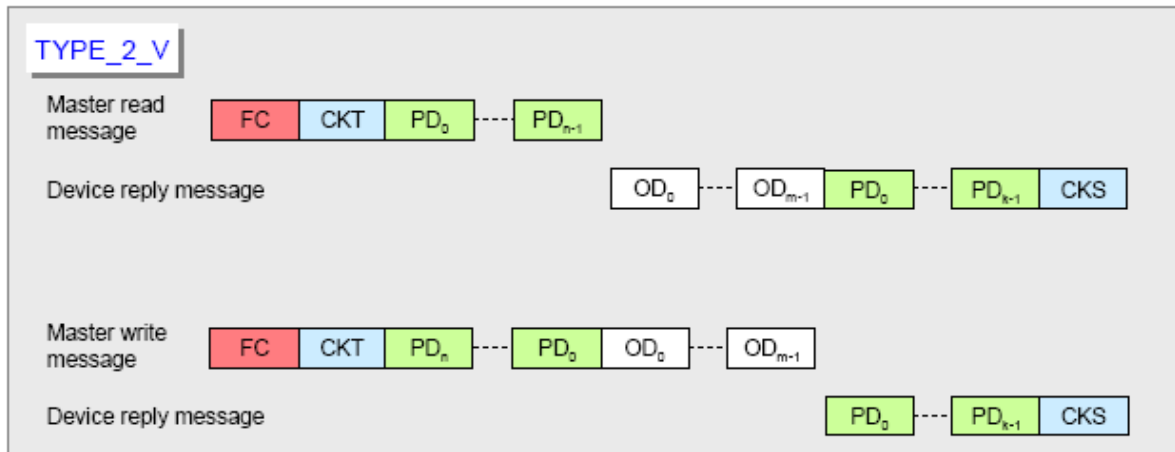 TYPE_2_V
Master read
message
FC CKT PD₀ PDₙ₋₁
Device reply message
OD₀ ODₘ₋₁ PD₀ PDₖ₋₁ CKS
Master write
message
FC CKT PDₙ PD₀ OD₀ ODₘ₋₁
Device reply message
PD₀ PDₖ₋₁ CKS